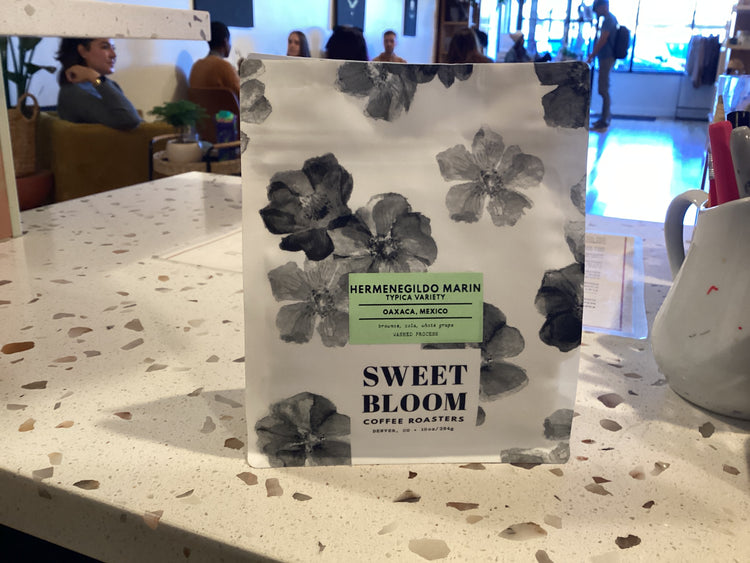 HERMENEGILDO MARIN
TYPICA VARIETY
OAXACA, MEXICO
brownie, cola, white grape
WASHED PROCESS
SWEET
BLOOM
COFFEE ROASTERS
DENVER, CO • 10oz/284g